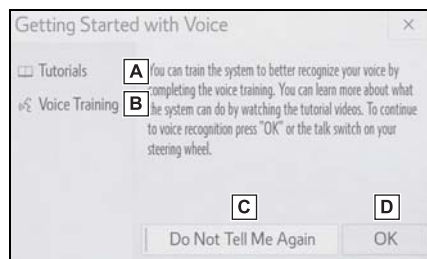 Getting Started with Voice ×
Tutorials
Voice Training
A You can train the system to better recognize your voice by
B completing the voice training. You can learn more about what
the system can do by watching the tutorial videos. To continue
to voice recognition press "OK" or the talk switch on your
steering wheel.
C
D
Do Not Tell Me Again
OK